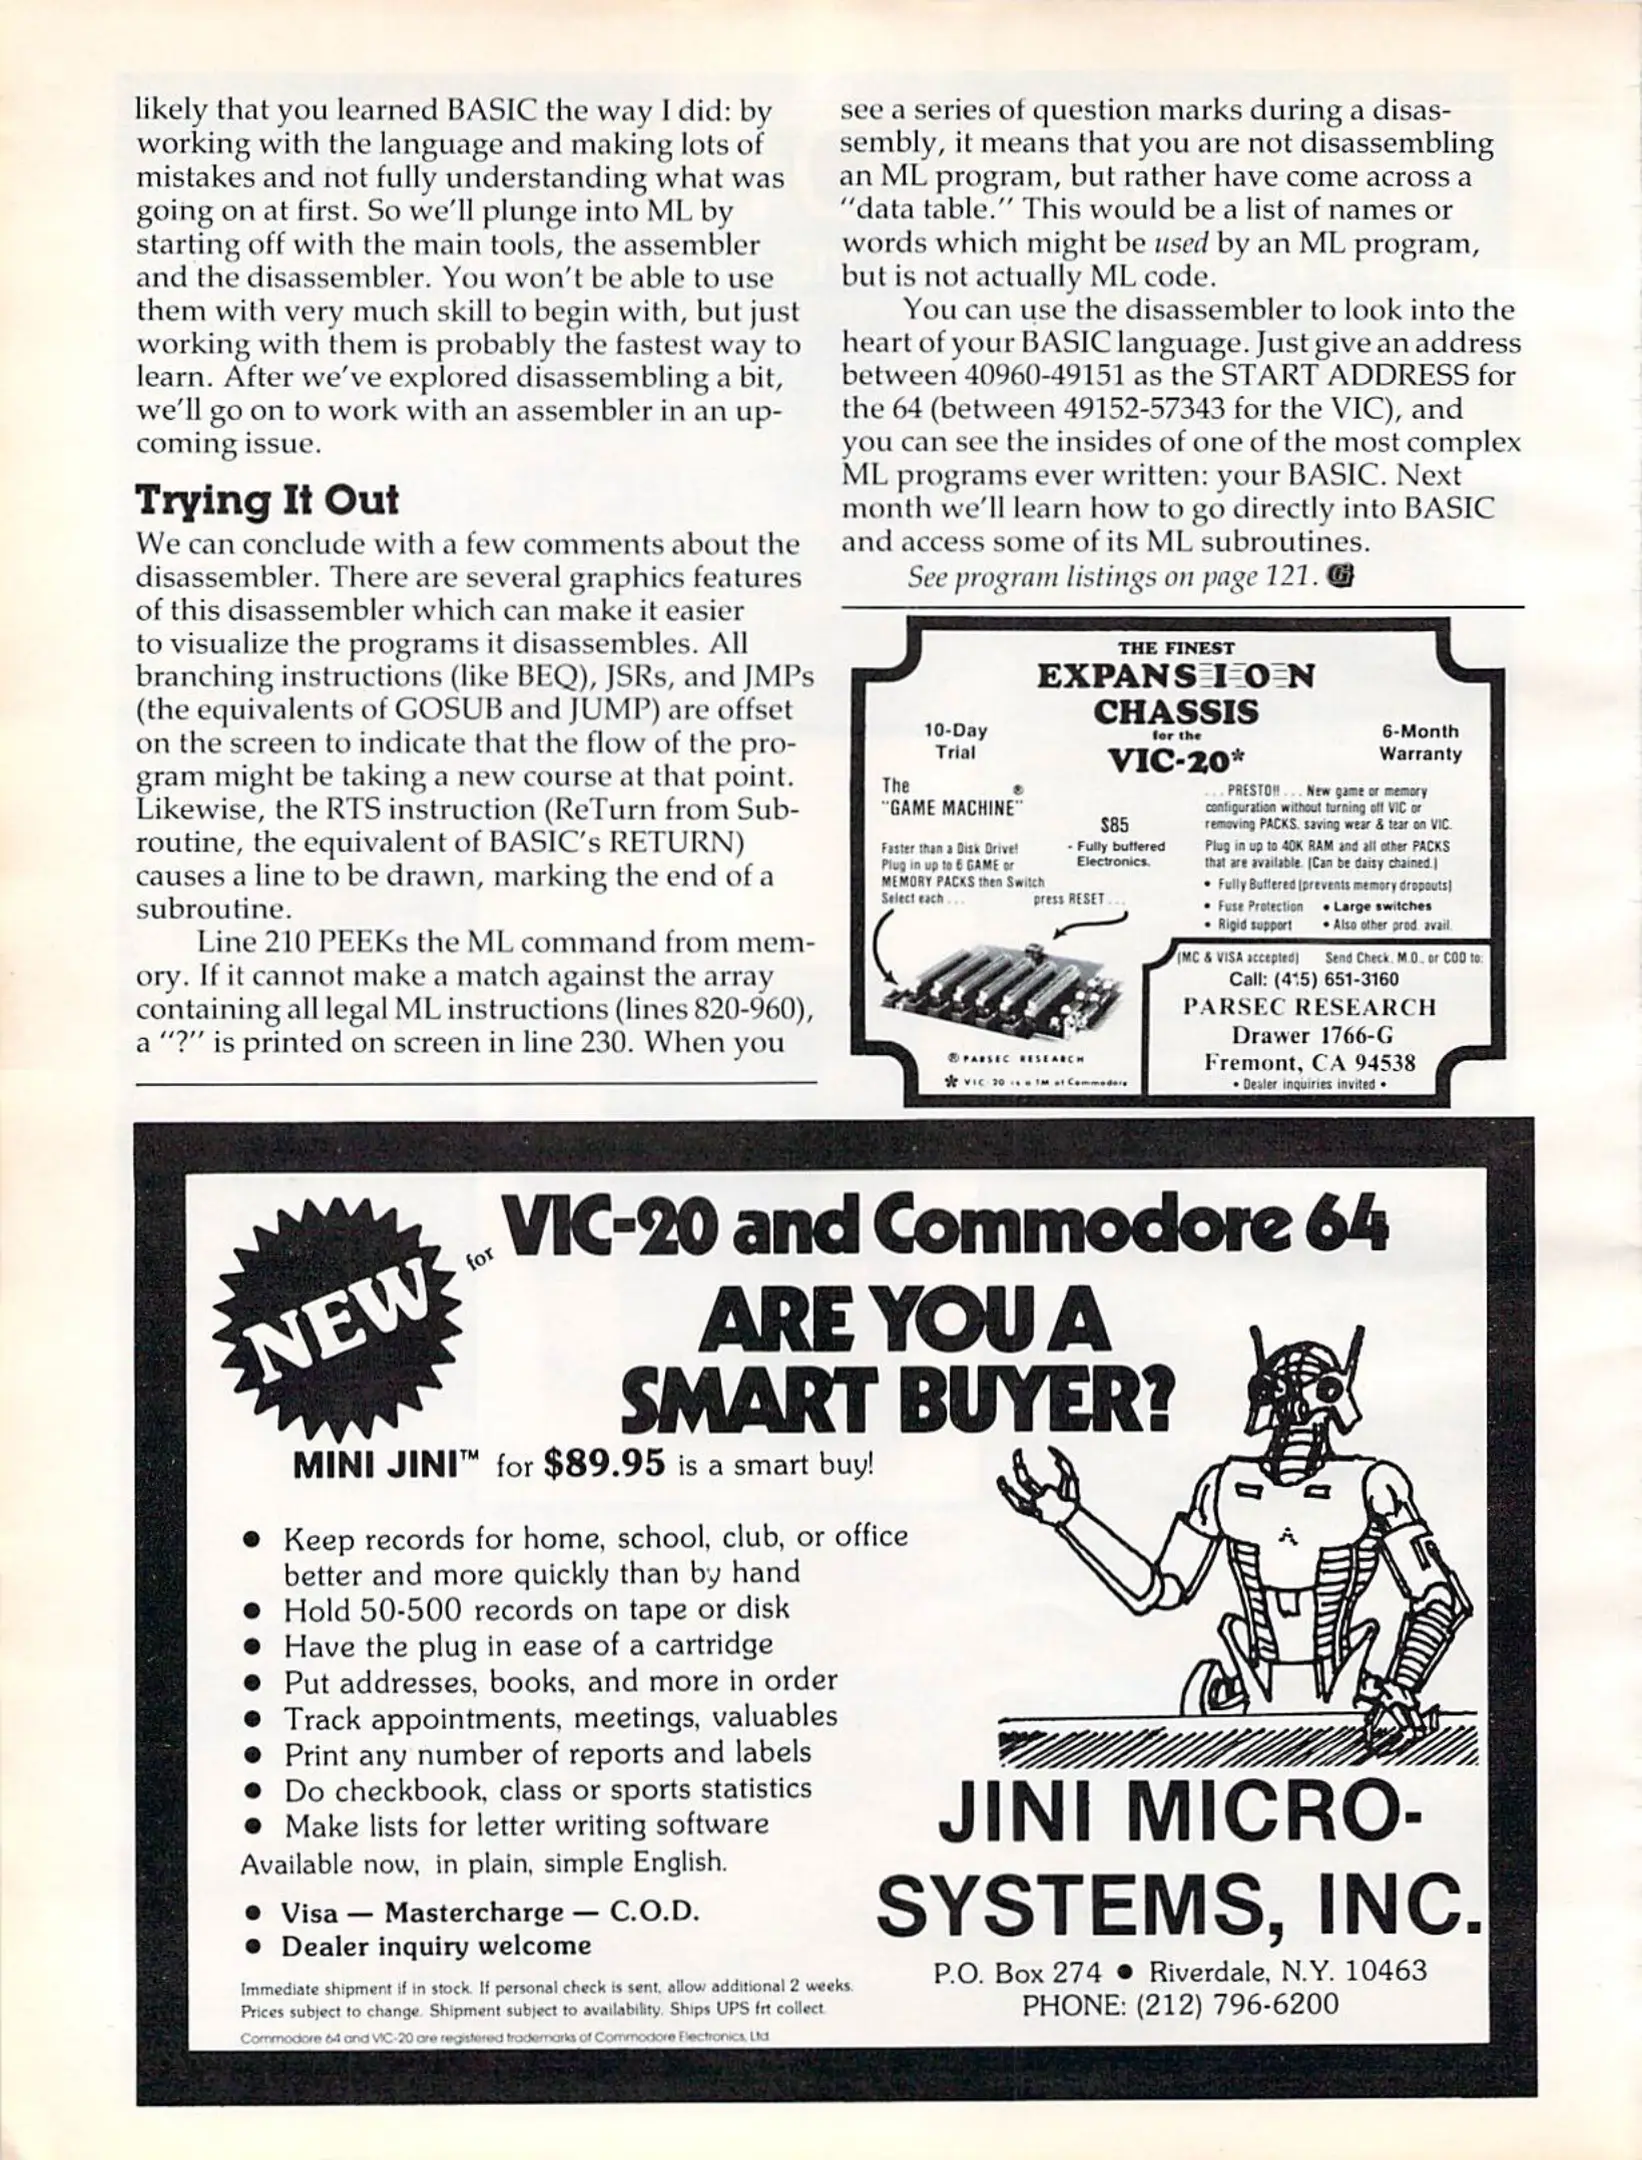 likely that you learned BASIC the way I did: by
working with the language and making lots of
mistakes and not fully understanding what was
going on at first. So we'll plunge into ML by
starting off with the main tools, the assembler
and the disassembler. You won't be able to use
them with very much skill to begin with, but just
working with them is probably the fastest way to
learn. After we've explored disassembling a bit,
we'll go on to work with an assembler in an up-
coming issue.
Trying It Out
We can conclude with a few comments about the
disassembler. There are several graphics features
of this disassembler which can make it easier
to visualize the programs it disassembles. All
branching instructions (like BEQ), JSRs, and JMPs
(the equivalents of GOSUB and JUMP) are offset
on the screen to indicate that the flow of the pro-
gram might be taking a new course at that point.
Likewise, the RTS instruction (ReTurn from Sub-
routine, the equivalent of BASIC's RETURN)
causes a line to be drawn, marking the end of a
subroutine.
Line 210 PEEKs the ML command from mem-
ory. If it cannot make a match against the array
containing all legal ML instructions (lines 820-960),
a "?" is printed on screen in line 230. When you
see a series of question marks during a disas-
sembly, it means that you are not disassembling
an ML program, but rather have come across a
"data table." This would be a list of names or
words which might be used by an ML program,
but is not actually ML code.
You can use the disassembler to look into the
heart of your BASIC language. Just give an address
between 40960-49151 as the START ADDRESS for
the 64 (between 49152-57343 for the VIC), and
you can see the insides of one of the most complex
ML programs ever written: your BASIC. Next
month we'll learn how to go directly into BASIC
and access some of its ML subroutines.
See program listings on page 121. G
THE FINEST
EXPANSION
CHASSIS
for the
VIC-20*
10-Day
Trial
6-Month
Warranty
The ®
"GAME MACHINE"
Faster than a Disk Drive!
Plug in up to 6 GAME or
MEMORY PACKS then Switch
Select each ... press RESET ...
$85
- Fully buffered
Electronics.
... PRESTO!! ... New game or memory
configuration without turning off VIC or
removing PACKS, saving wear & tear on VIC.
Plug in up to 40K RAM and all other PACKS
that are available. (Can be daisy chained.)
• Fully Buffered (prevents memory dropouts)
• Fuse Protection • Large switches
• Rigid support • Also other prod. avail.
® PARSEC RESEARCH
* VIC 20 is a TM of Commodore
(MC & VISA accepted) Send Check, M.O., or COD to:
Call: (415) 651-3160
PARSEC RESEARCH
Drawer 1766-G
Fremont, CA 94538
• Dealer inquiries invited •
NEW
for VIC-20 and Commodore 64
ARE YOU A
SMART BUYER?
MINI JINI™ for $89.95 is a smart buy!
● Keep records for home, school, club, or office
better and more quickly than by hand
● Hold 50-500 records on tape or disk
● Have the plug in ease of a cartridge
● Put addresses, books, and more in order
● Track appointments, meetings, valuables
● Print any number of reports and labels
● Do checkbook, class or sports statistics
● Make lists for letter writing software
Available now, in plain, simple English.
● Visa — Mastercharge — C.O.D.
● Dealer inquiry welcome
Immediate shipment if in stock. If personal check is sent, allow additional 2 weeks.
Prices subject to change. Shipment subject to availability. Ships UPS frt collect.
Commodore 64 and VIC-20 are registered trademarks of Commodore Electronics, Ltd
JINI MICRO-
SYSTEMS, INC.
P.O. Box 274 ● Riverdale, N.Y. 10463
PHONE: (212) 796-6200